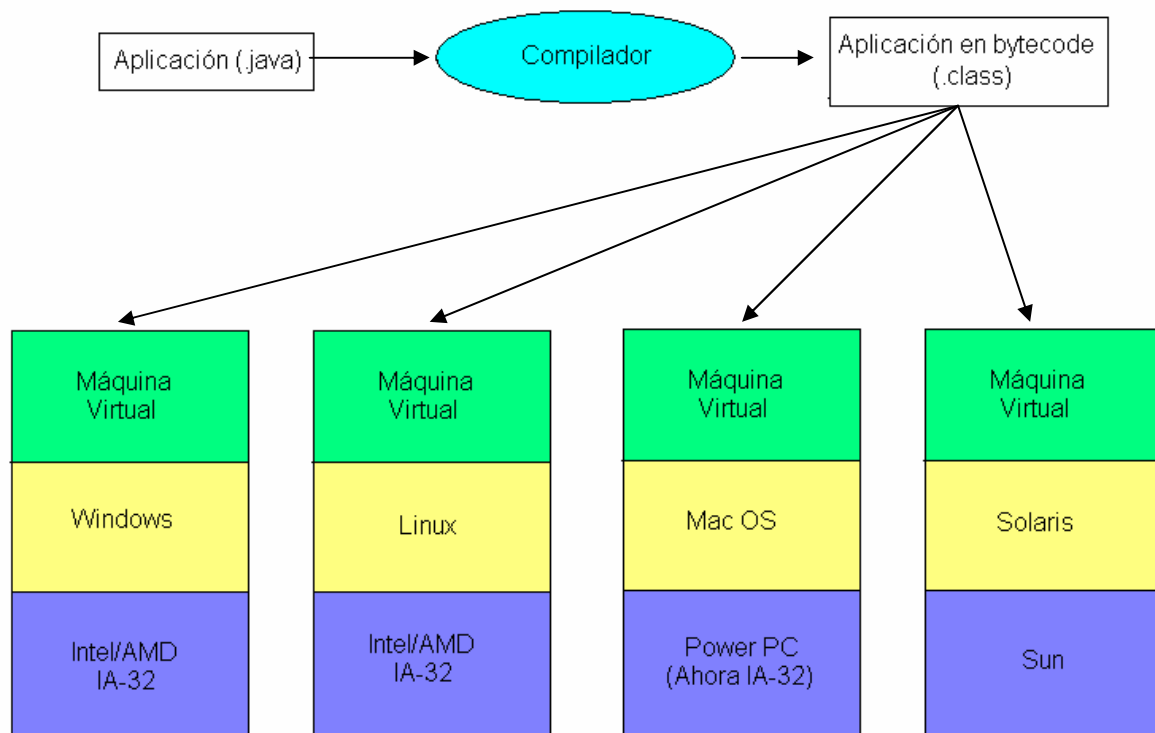 Aplicación (.java)
Compilador
Aplicación en bytecode
(.class)
Máquina
Virtual
Máquina
Virtual
Máquina
Virtual
Máquina
Virtual
Windows
Linux
Mac OS
Solaris
Intel/AMD
IA-32
Intel/AMD
IA-32
Power PC
(Ahora IA-32)
Sun